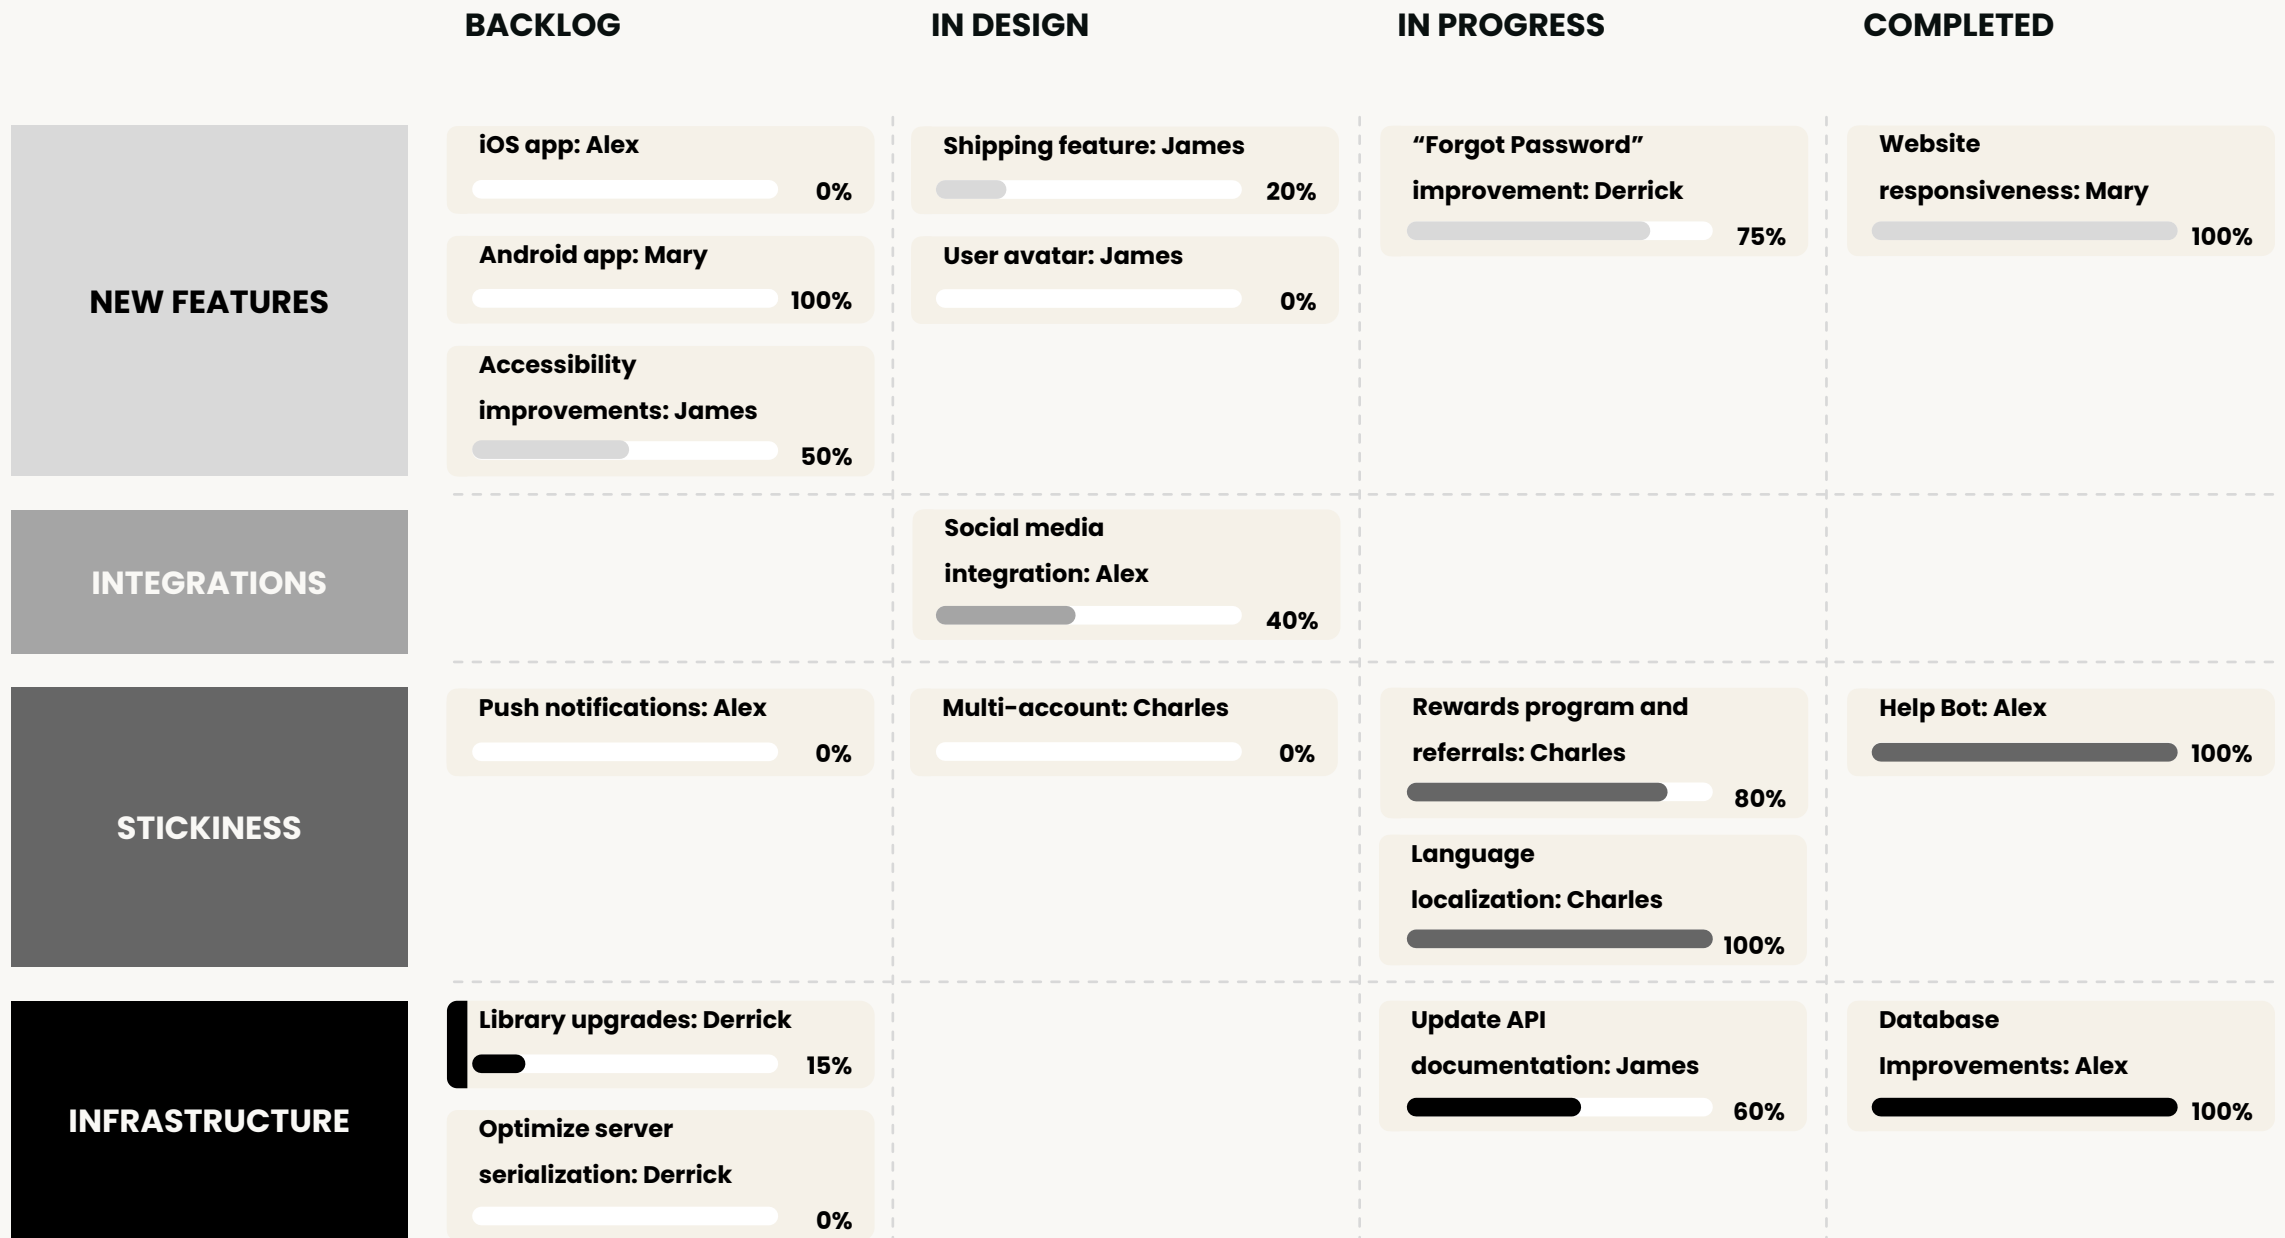 BACKLOG
IN DESIGN
IN PROGRESS
COMPLETED
NEW FEATURES
iOS app: Alex
0%
Android app: Mary
100%
Accessibility
improvements: James
50%
Shipping feature: James
20%
User avatar: James
0%
“Forgot Password”
improvement: Derrick
75%
Website
responsiveness: Mary
100%
INTEGRATIONS
Social media
integration: Alex
40%
STICKINESS
Push notifications: Alex
0%
Multi-account: Charles
0%
Rewards program and
referrals: Charles
80%
Language
localization: Charles
100%
Help Bot: Alex
100%
INFRASTRUCTURE
Library upgrades: Derrick
15%
Optimize server
serialization: Derrick
0%
Update API
documentation: James
60%
Database
Improvements: Alex
100%